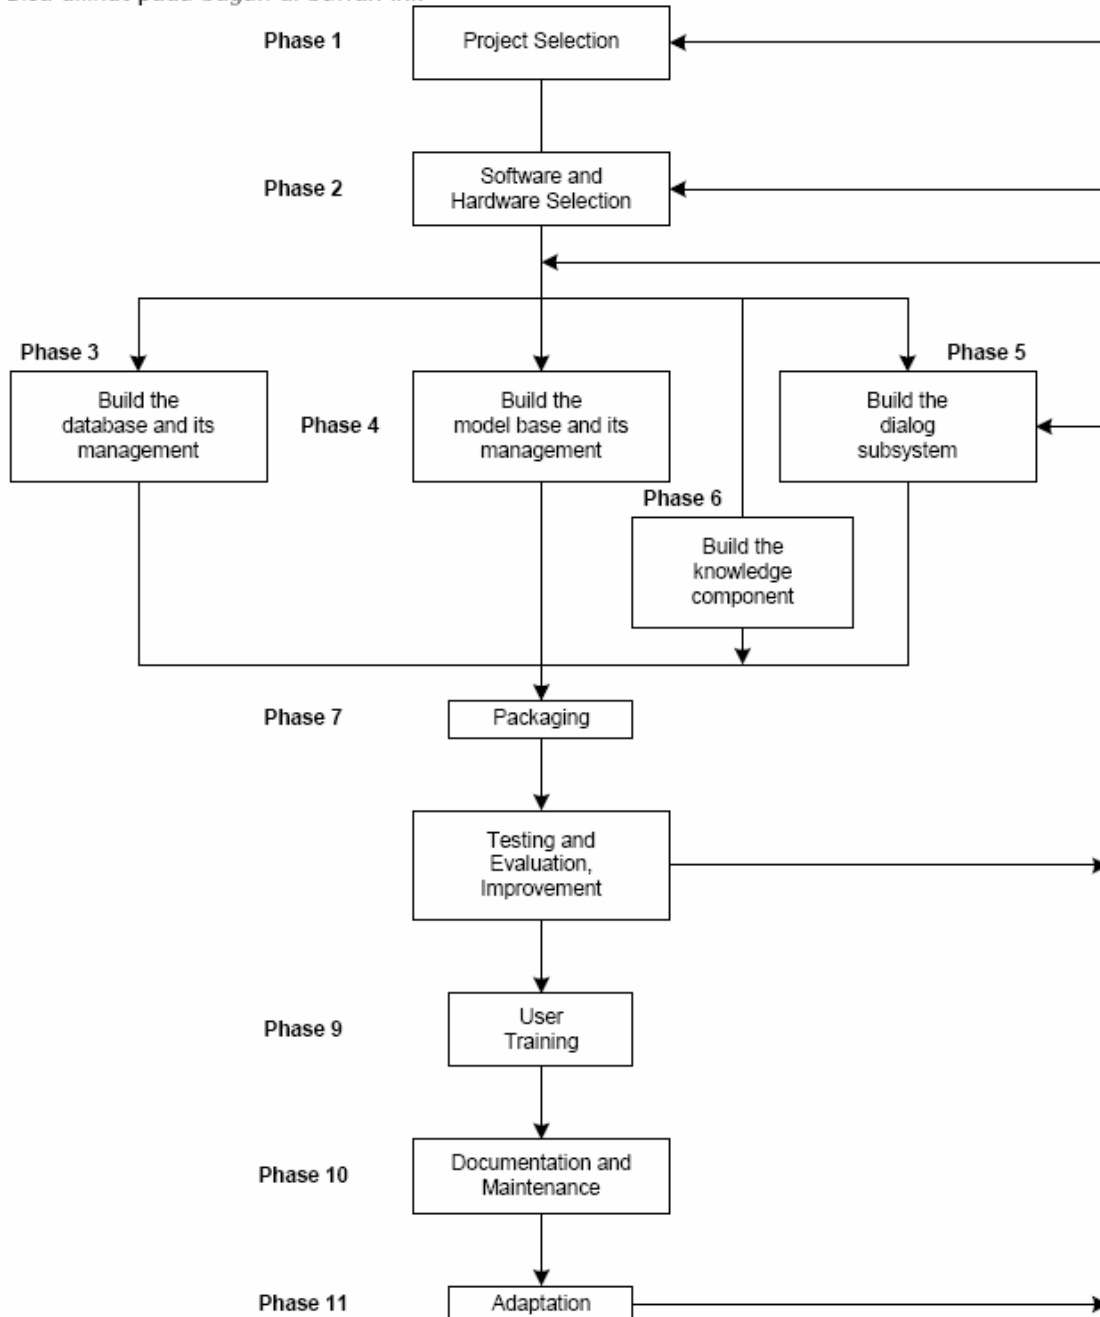 Phase 1
Project Selection
Phase 2
Software and
Hardware Selection
Phase 3
Build the
database and its
management
Phase 4
Build the
model base and its
management
Phase 5
Build the
dialog
subsystem
Phase 6
Build the
knowledge
component
Phase 7
Packaging
Testing and
Evaluation,
Improvement
Phase 9
User
Training
Phase 10
Documentation and
Maintenance
Phase 11
Adaptation